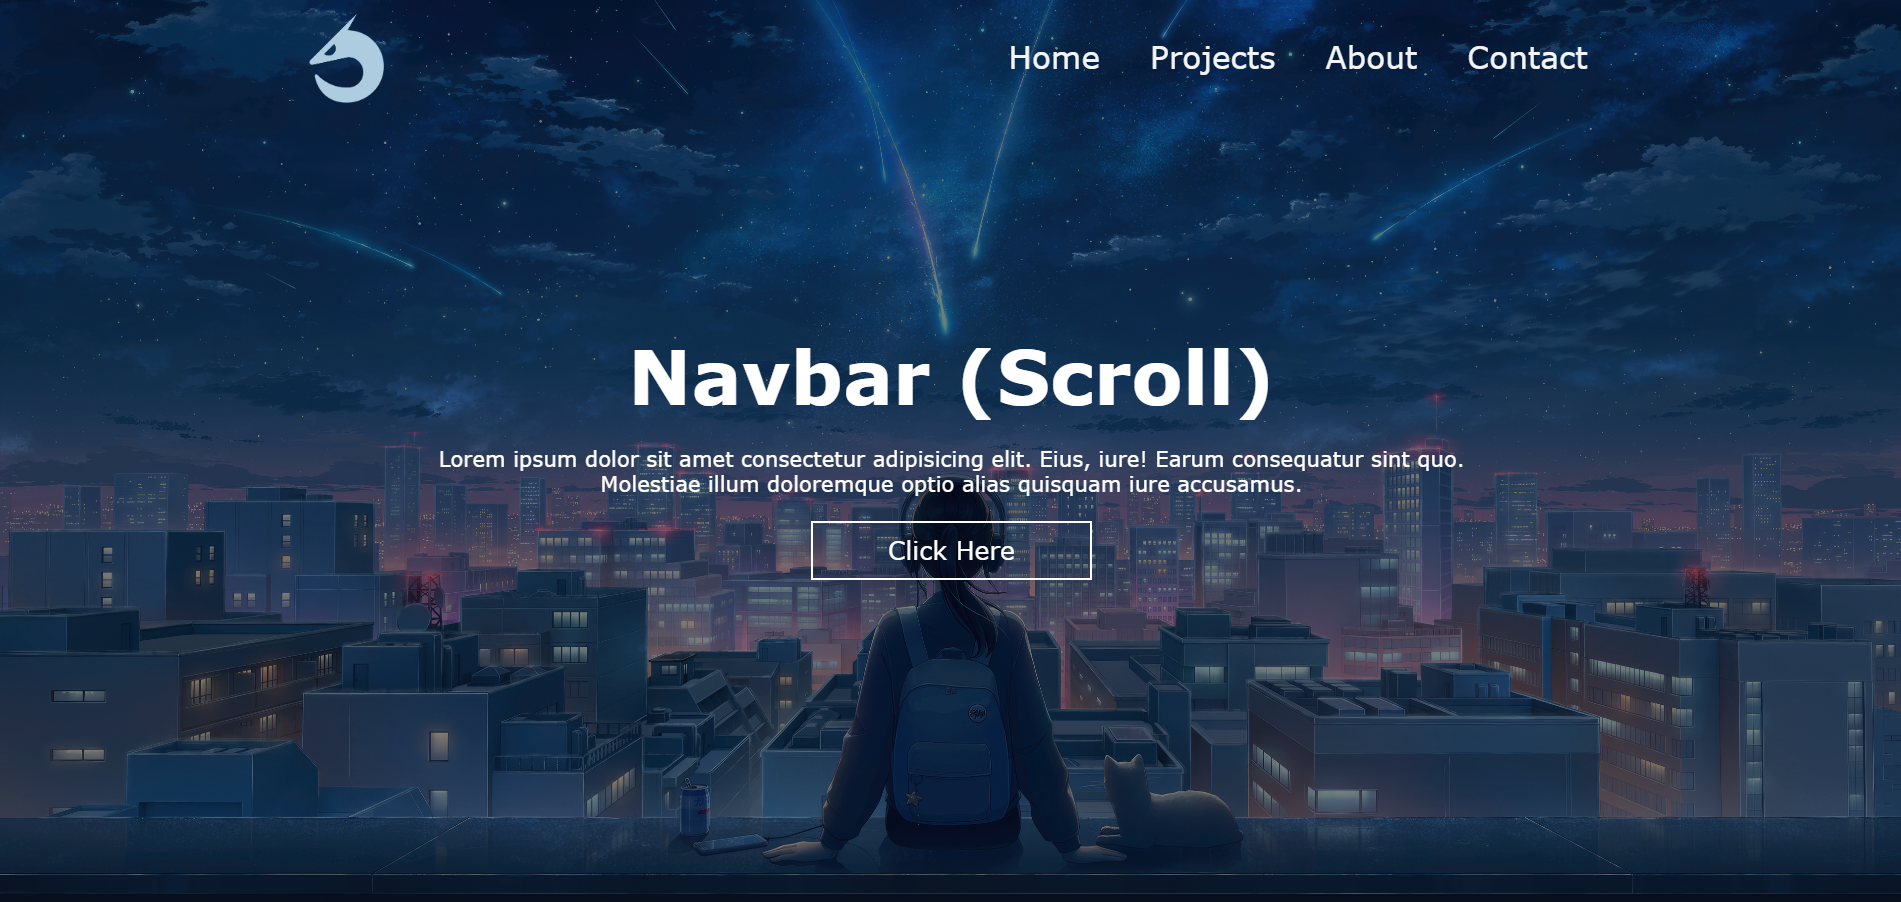 Home Projects About Contact
Navbar (Scroll)
Lorem ipsum dolor sit amet consectetur adipisicing elit. Eius, iure! Earum consequatur sint quo.
Molestiae illum doloremque optio alias quisquam iure accusamus.
Click Here